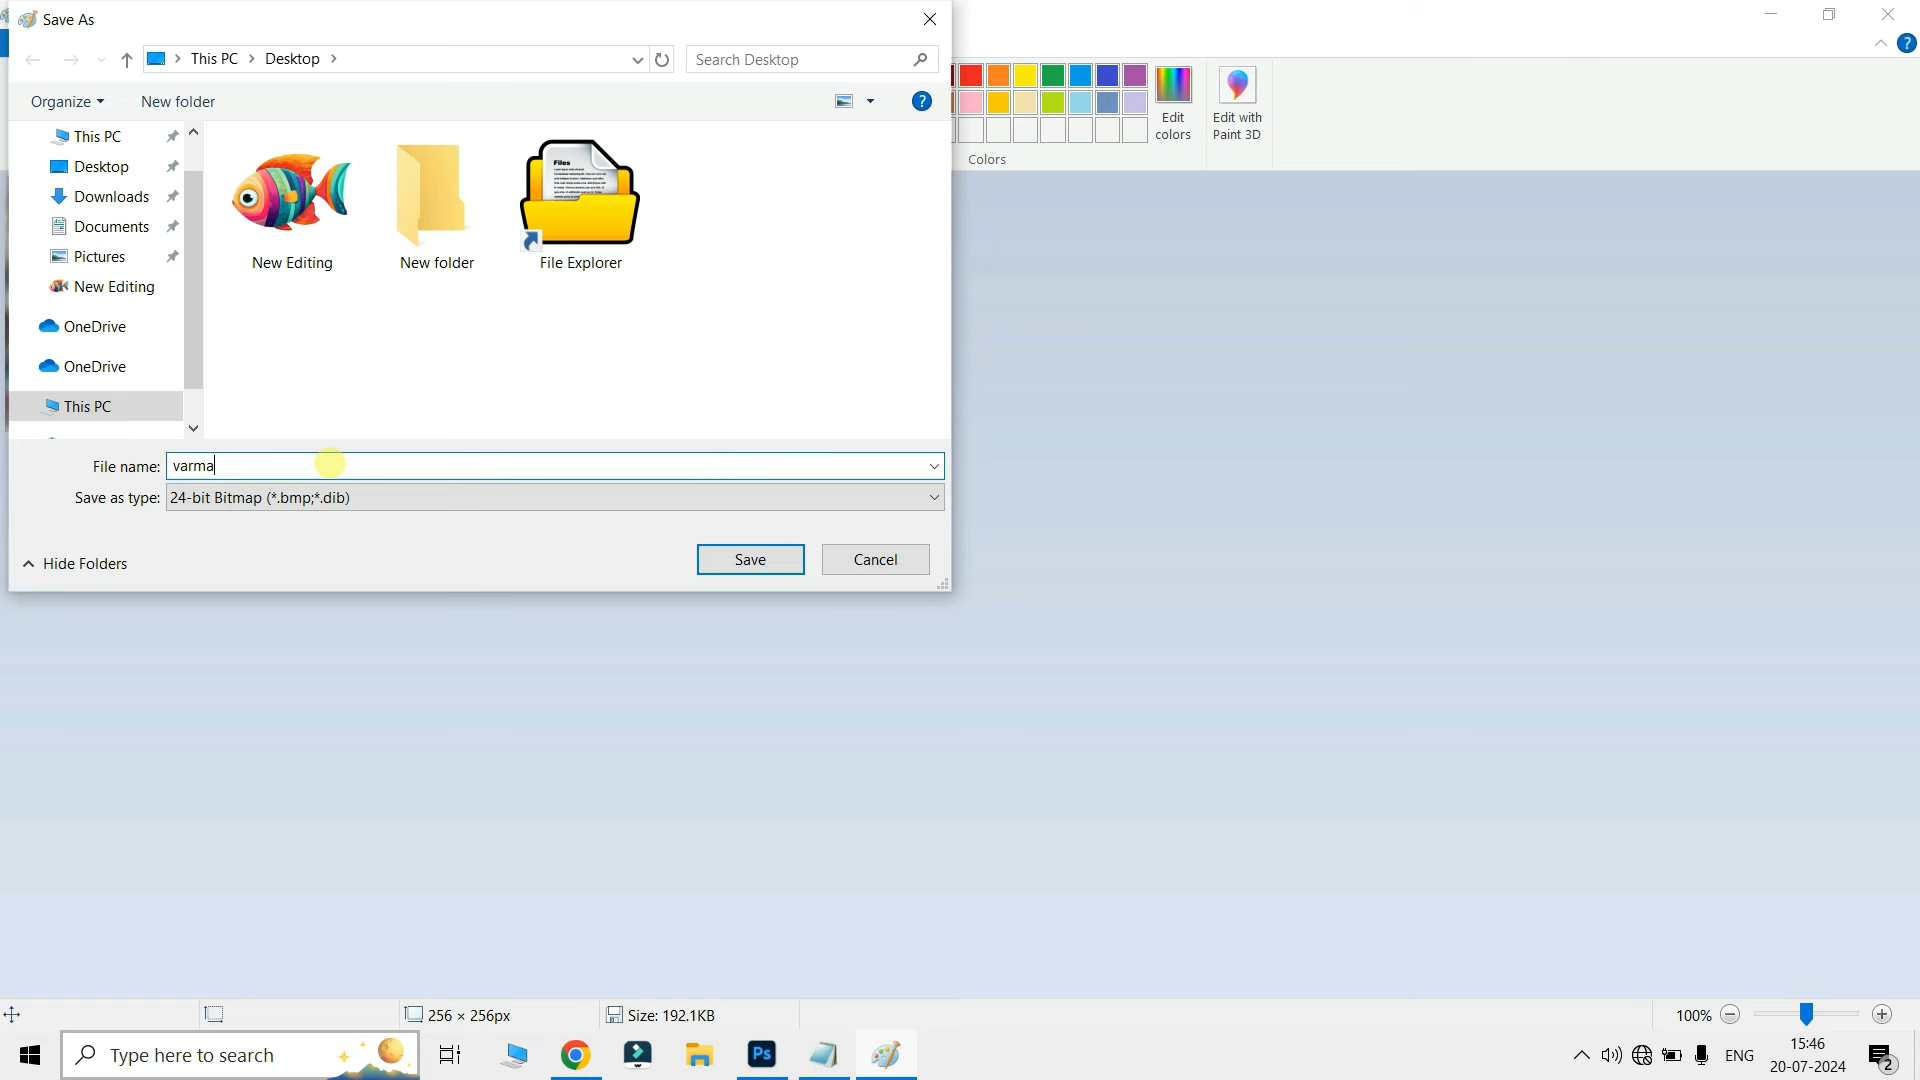 Save As
This PC
Desktop
Search Desktop
Organize
New folder
This PC
Desktop
Downloads
Documents
Pictures
New Editing
OneDrive
OneDrive
This PC
Files
New Editing
New folder
File Explorer
File name: varma
Save as type: 24-bit Bitmap (*.bmp;*.dib)
Hide Folders
Save
Cancel
Edit
colors
Edit with
Paint 3D
Colors
256 × 256px
Size: 192.1KB
100%
Type here to search
Ps
ENG
15:46
20-07-2024
2